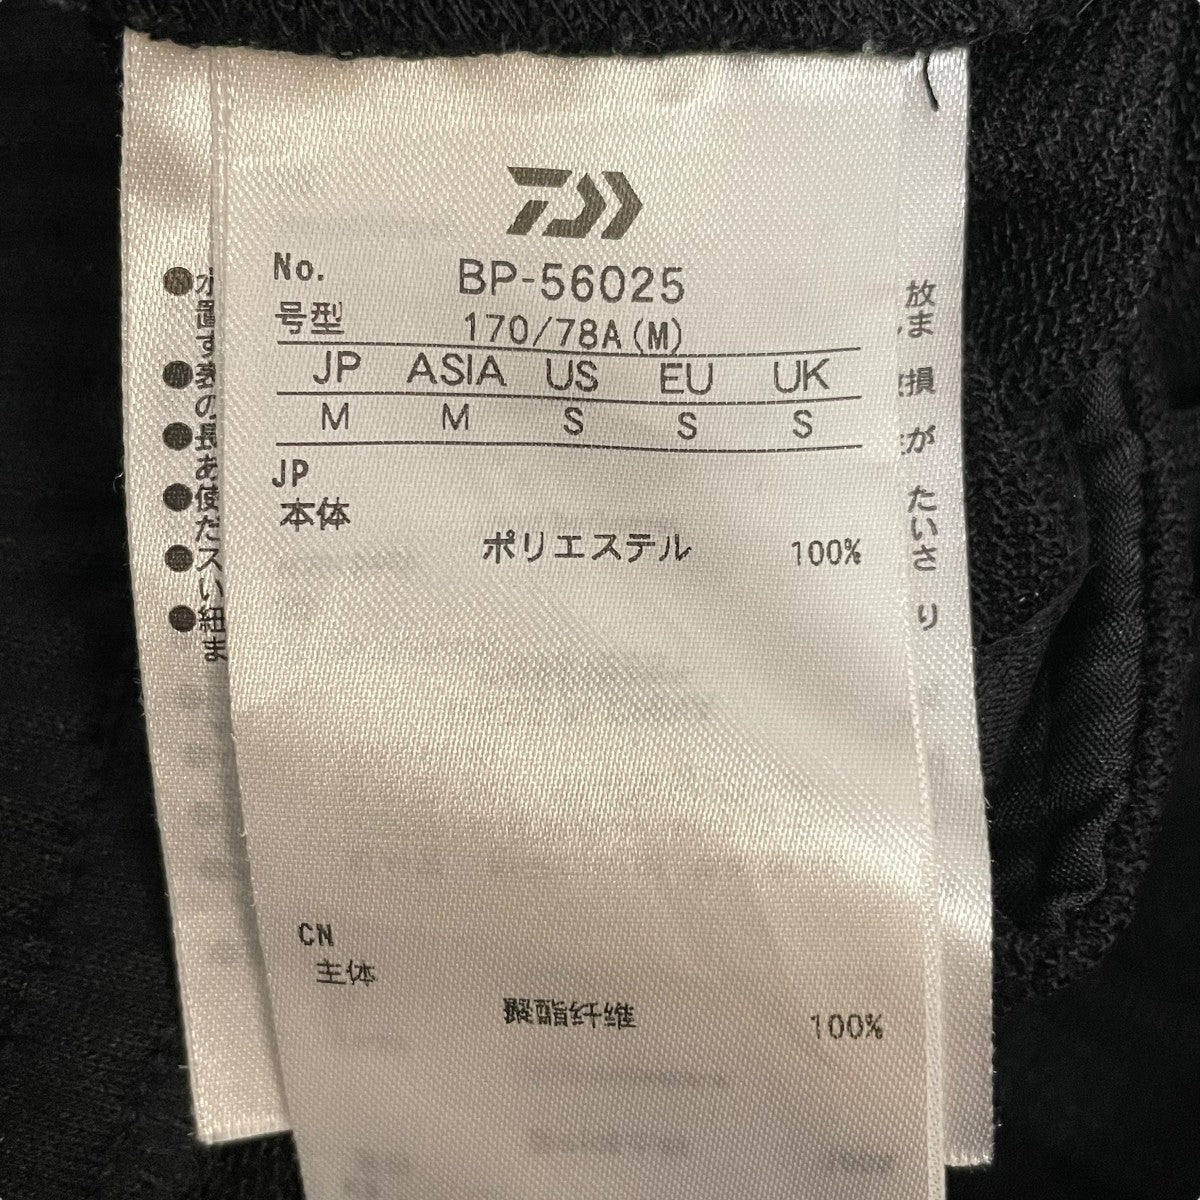 No. BP-56025
号型 170/78A(M)
JP ASIA US EU UK
M M S S S
JP
本体
ポリエステル 100%
CN
主体
聚酯纤维 100%